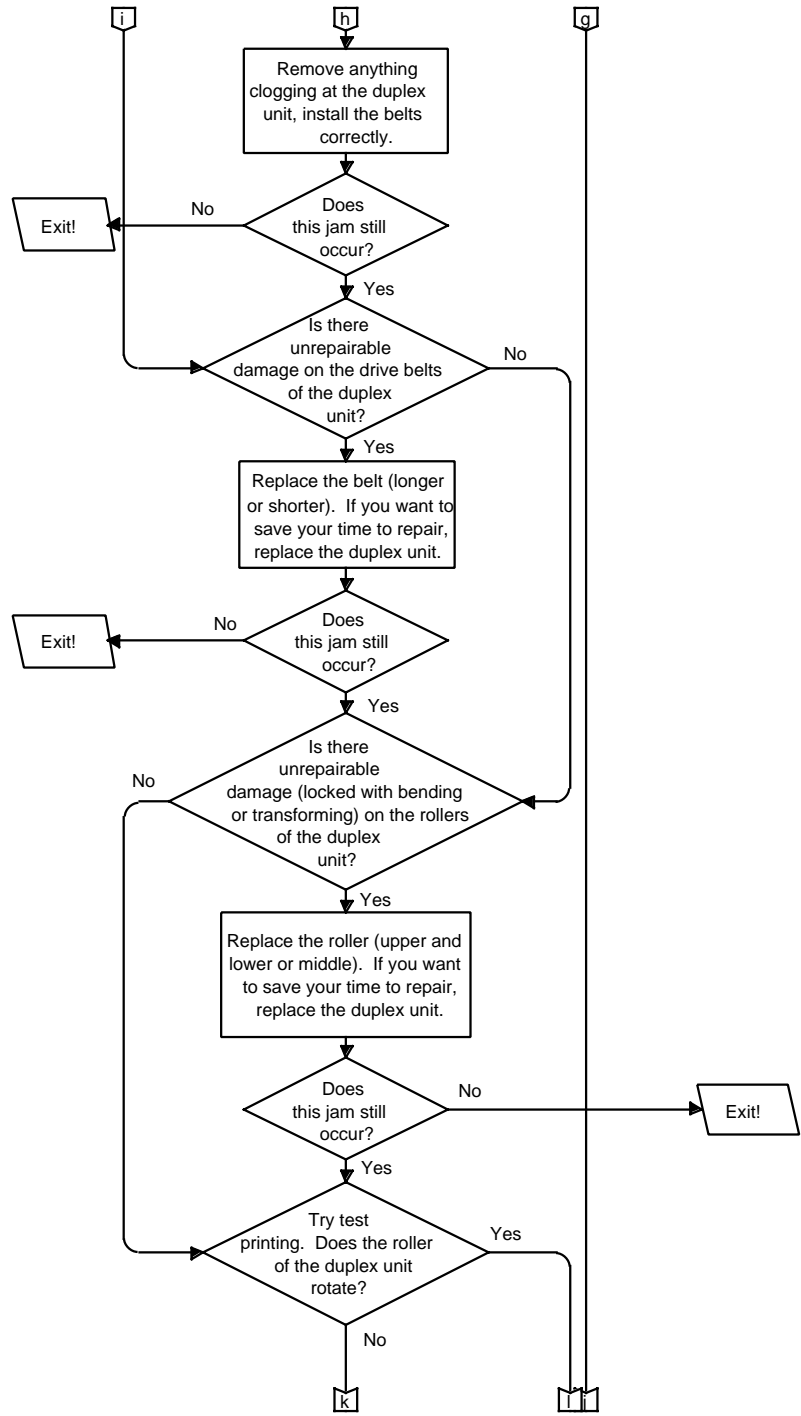 i
h
g
Remove anything
clogging at the duplex
unit, install the belts
correctly.
Does
this jam still
occur?
No
Exit!
Yes
Is there
unrepairable
damage on the drive belts
of the duplex
unit?
No
Yes
Replace the belt (longer
or shorter).  If you want to
save your time to repair,
replace the duplex unit.
Does
this jam still
occur?
No
Exit!
Yes
Is there
unrepairable
damage (locked with bending
or transforming) on the rollers
of the duplex
unit?
No
Yes
Replace the roller (upper and
lower or middle).  If you want
to save your time to repair,
replace the duplex unit.
Does
this jam still
occur?
No
Exit!
Yes
Try test
printing.  Does the roller
of the duplex unit
rotate?
Yes
No
k
l
j